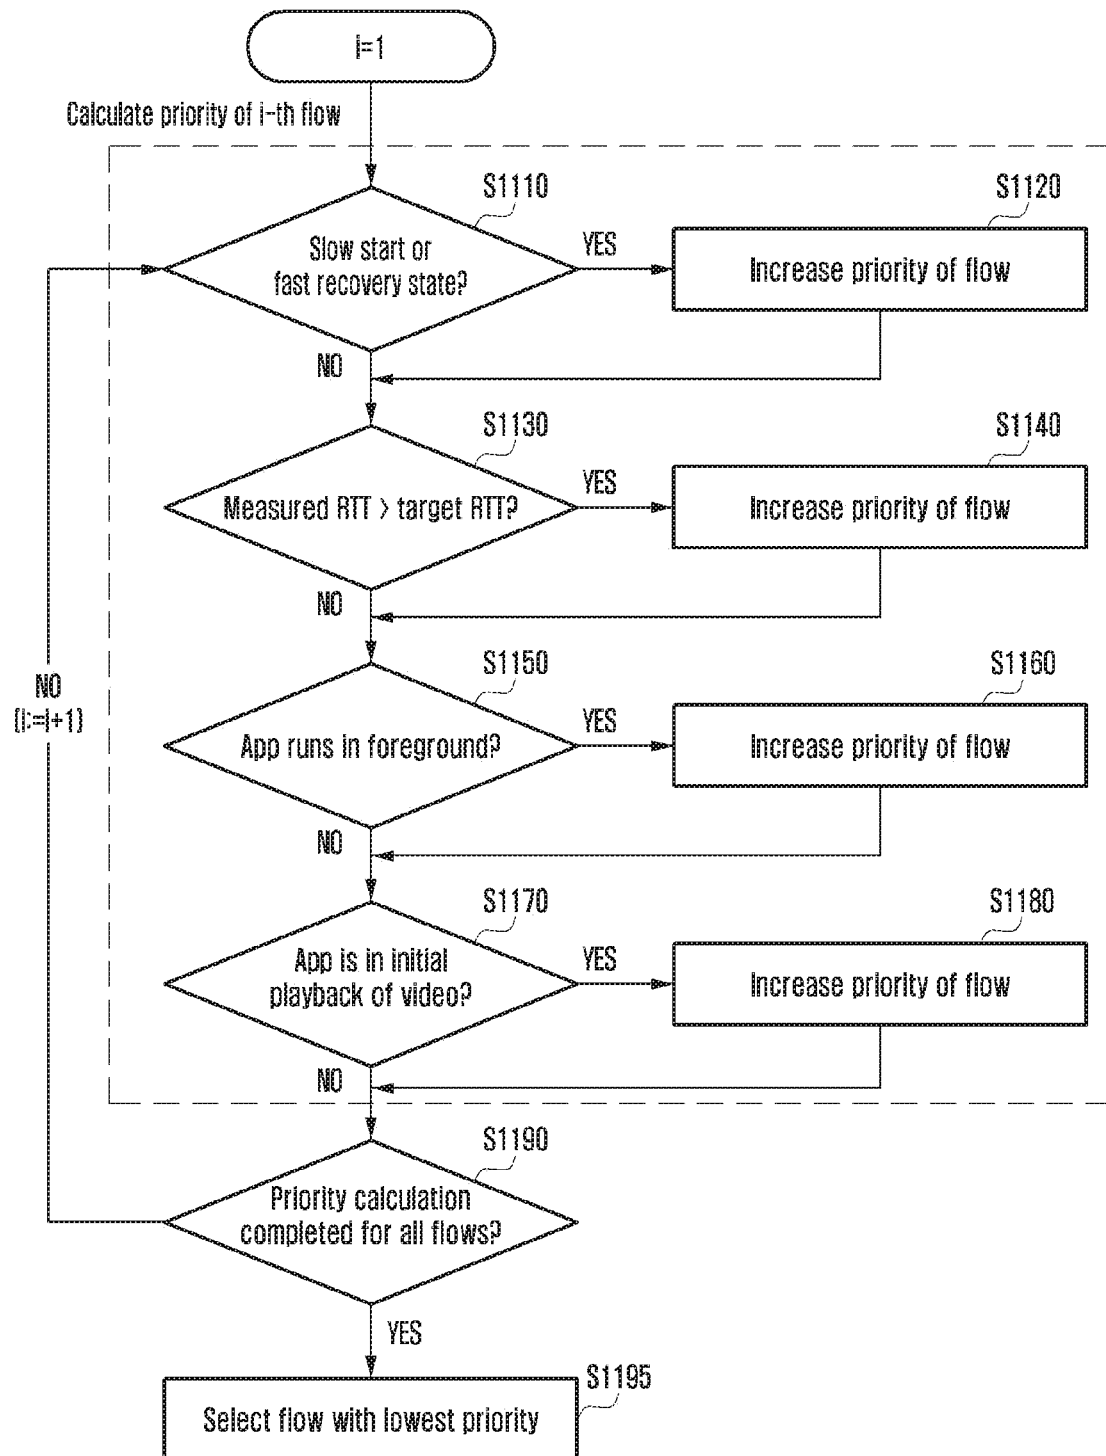 i=1
Calculate priority of i-th flow
S1110
Slow start or
fast recovery state?
YES
S1120
Increase priority of flow
NO
S1130
Measured RTT > target RTT?
YES
S1140
Increase priority of flow
NO
S1150
App runs in foreground?
YES
S1160
Increase priority of flow
NO
(i:=i+1)
NO
S1170
App is in initial
playback of video?
YES
S1180
Increase priority of flow
NO
S1190
Priority calculation
completed for all flows?
YES
S1195
Select flow with lowest priority